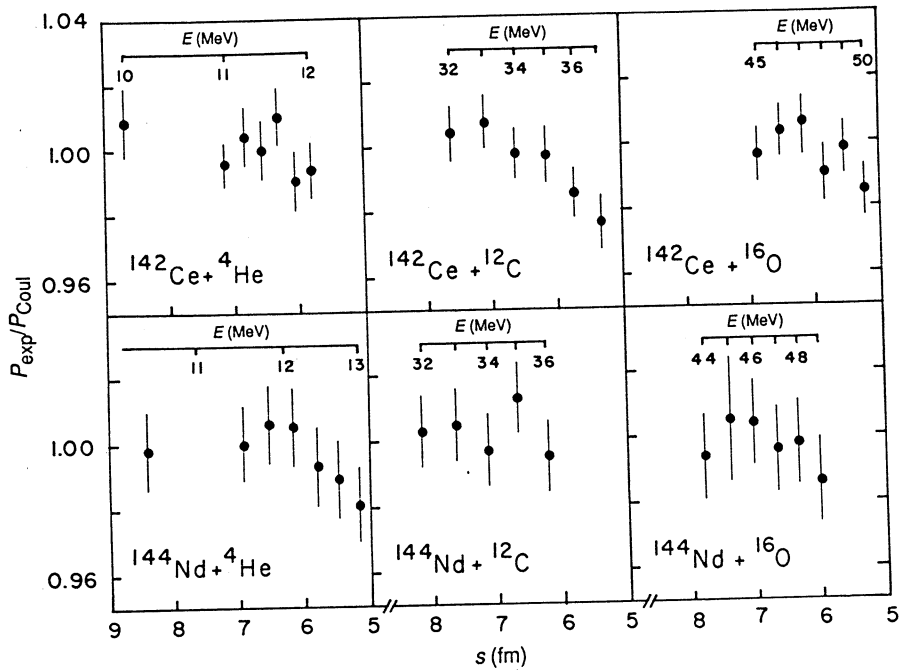 1.04
1.00
0.96
1.00
0.96
P_exp/P_Coul
E (MeV)
10 11 12
¹⁴²Ce + ⁴He
E (MeV)
32 34 36
¹⁴²Ce + ¹²C
E (MeV)
45 50
¹⁴²Ce + ¹⁶O
E (MeV)
11 12 13
¹⁴⁴Nd + ⁴He
E (MeV)
32 34 36
¹⁴⁴Nd + ¹²C
E (MeV)
44 46 48
¹⁴⁴Nd + ¹⁶O
9 8 7 6 5 8 7 6 5 8 7 6 5
s (fm)